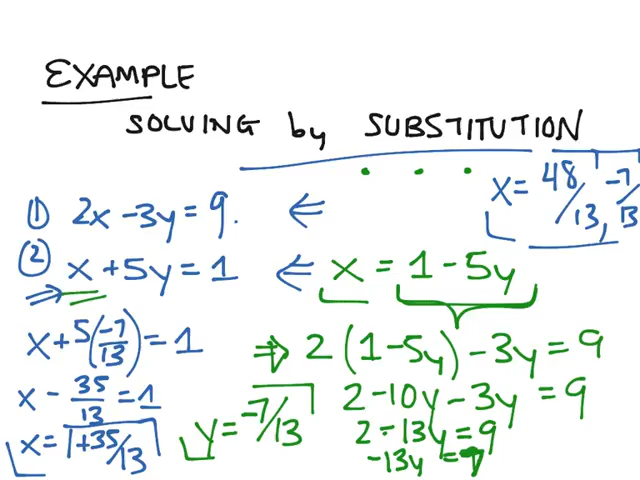 EXAMPLE
SOLVING by SUBSTITUTION
x = 48/13, -7/13
① 2x - 3y = 9. ⇐
② x + 5y = 1 ⇐ x = 1 - 5y
⇒ 2(1 - 5y) - 3y = 9
2 - 10y - 3y = 9
2 - 13y = 9
-13y = 7
y = -7/13
⇒
x + 5(-7/13) = 1
x - 35/13 = 1
x = 1 + 35/13